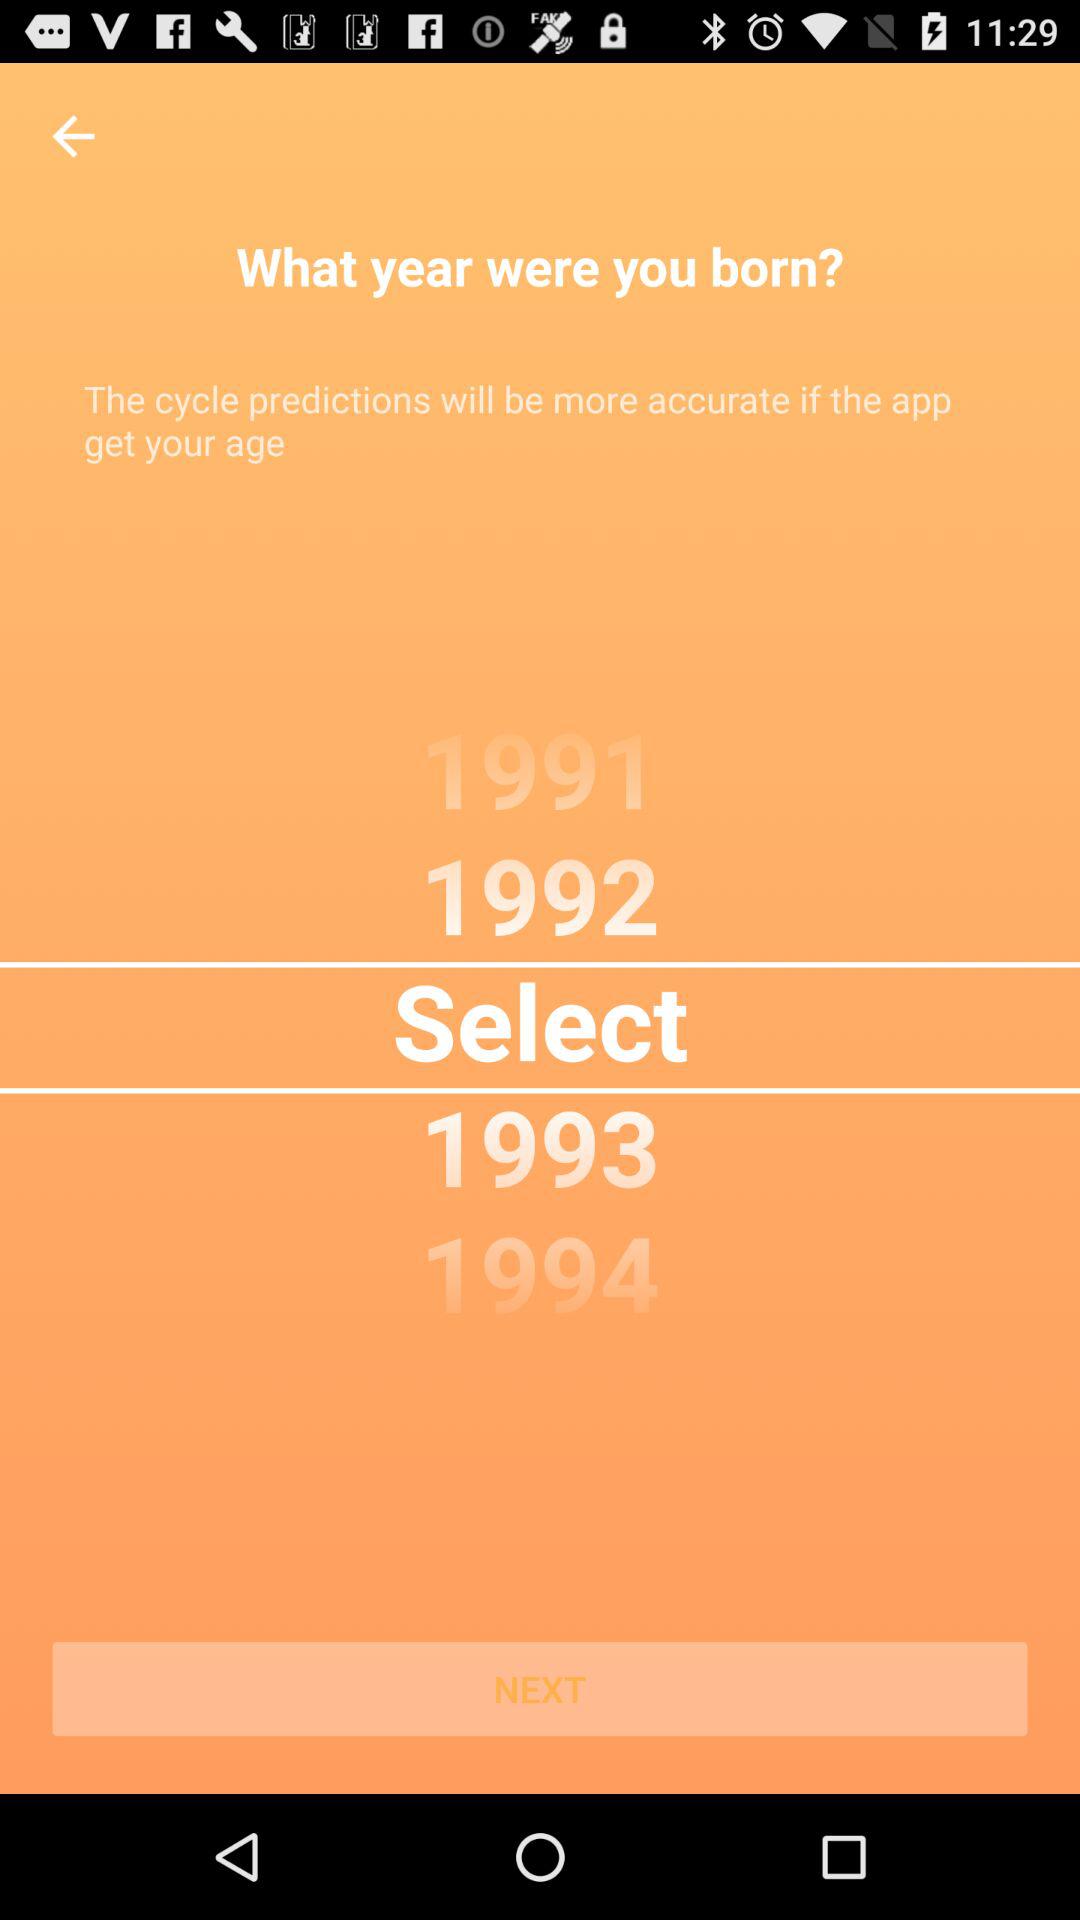 FAKE
11:29
What year were you born?
The cycle predictions will be more accurate if the app
get your age
1991
1992
Select
1993
1994
NEXT